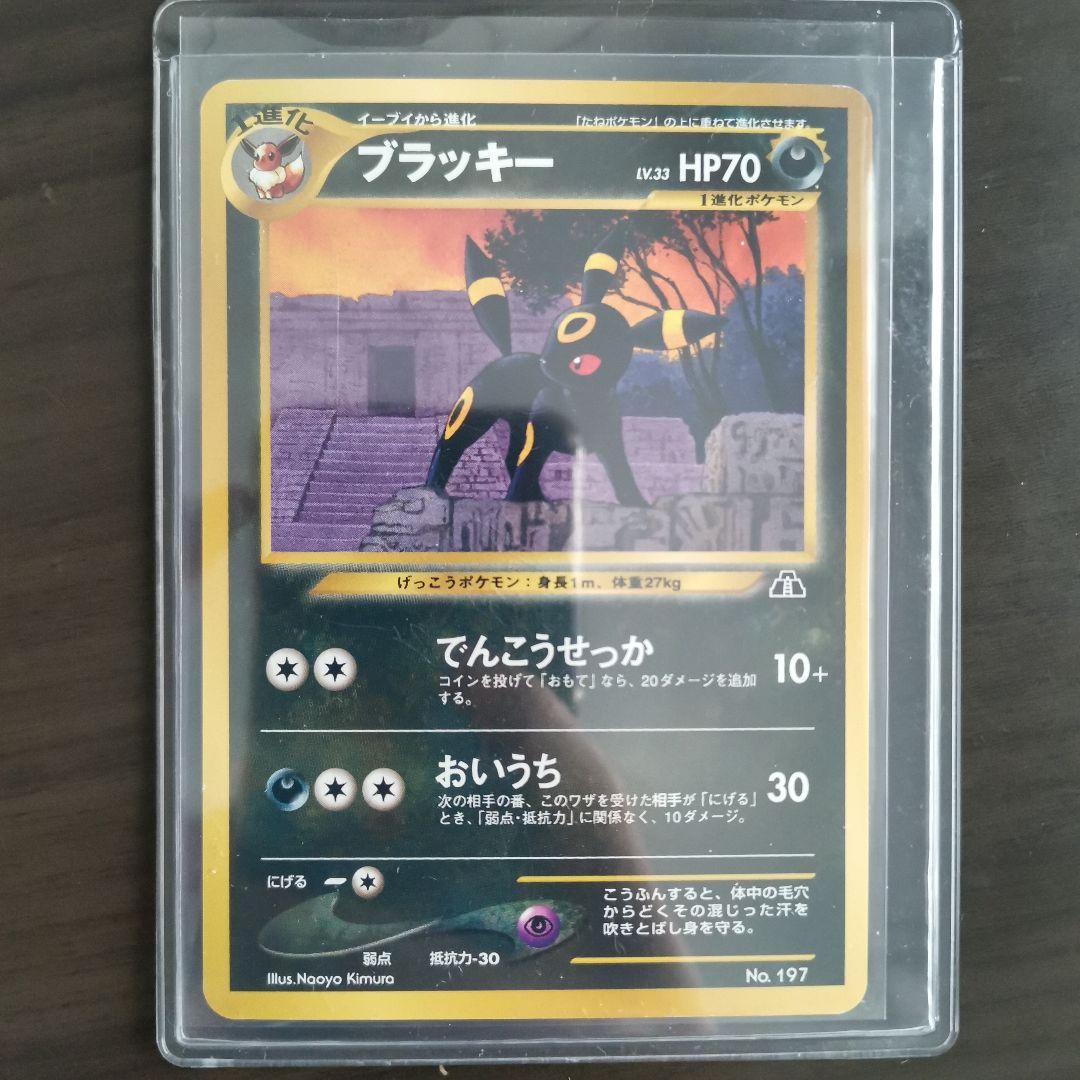 1進化
イーブイから進化
「たねポケモン」の上に重ねて進化させます。
ブラッキー
LV.33 HP70
1進化ポケモン
げっこうポケモン：身長1m、体重27kg
でんこうせっか
10+
コインを投げて「おもて」なら、20ダメージを追加
する。
おいうち
30
次の相手の番、このワザを受けた相手が「にげる」
とき、「弱点・抵抗力」に関係なく、10ダメージ。
にげる
こうふんすると、体中の毛穴
からどくその混じった汗を
吹きとばし身を守る。
弱点
抵抗力-30
Illus.Naoyo Kimura
No. 197